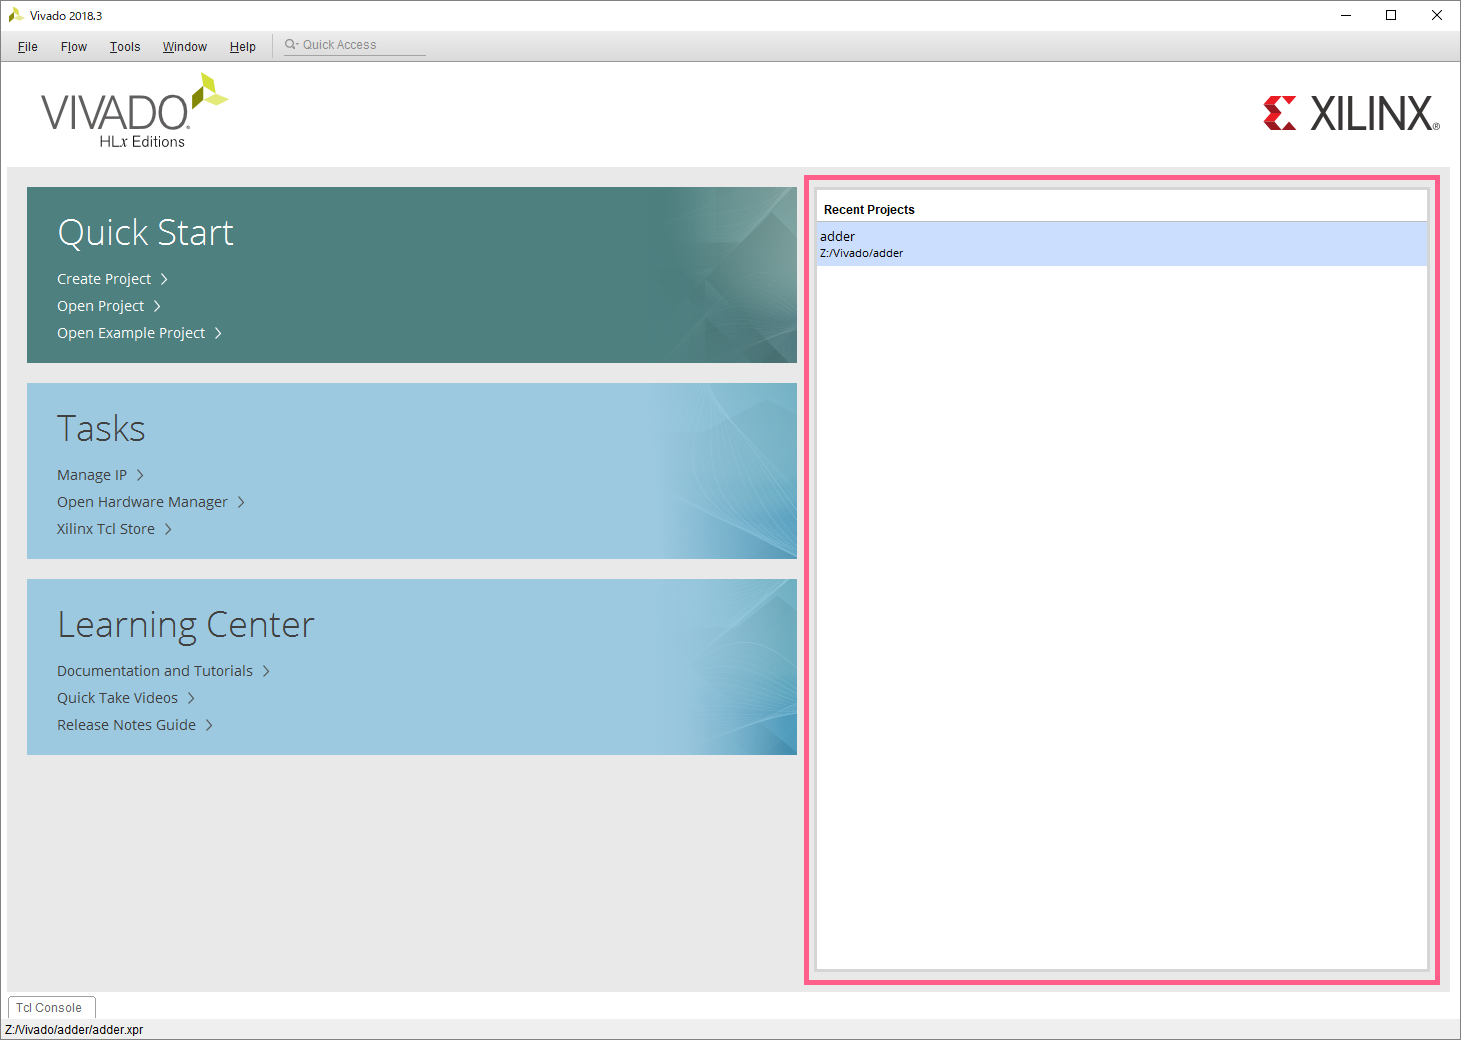 Vivado 2018.3
File Flow Tools Window Help Quick Access
VIVADO.
HLx Editions
XILINX®
Quick Start
Create Project
Open Project
Open Example Project
Tasks
Manage IP
Open Hardware Manager
Xilinx Tcl Store
Learning Center
Documentation and Tutorials
Quick Take Videos
Release Notes Guide
Recent Projects
adder
Z:/Vivado/adder
Tcl Console
Z:/Vivado/adder/adder.xpr